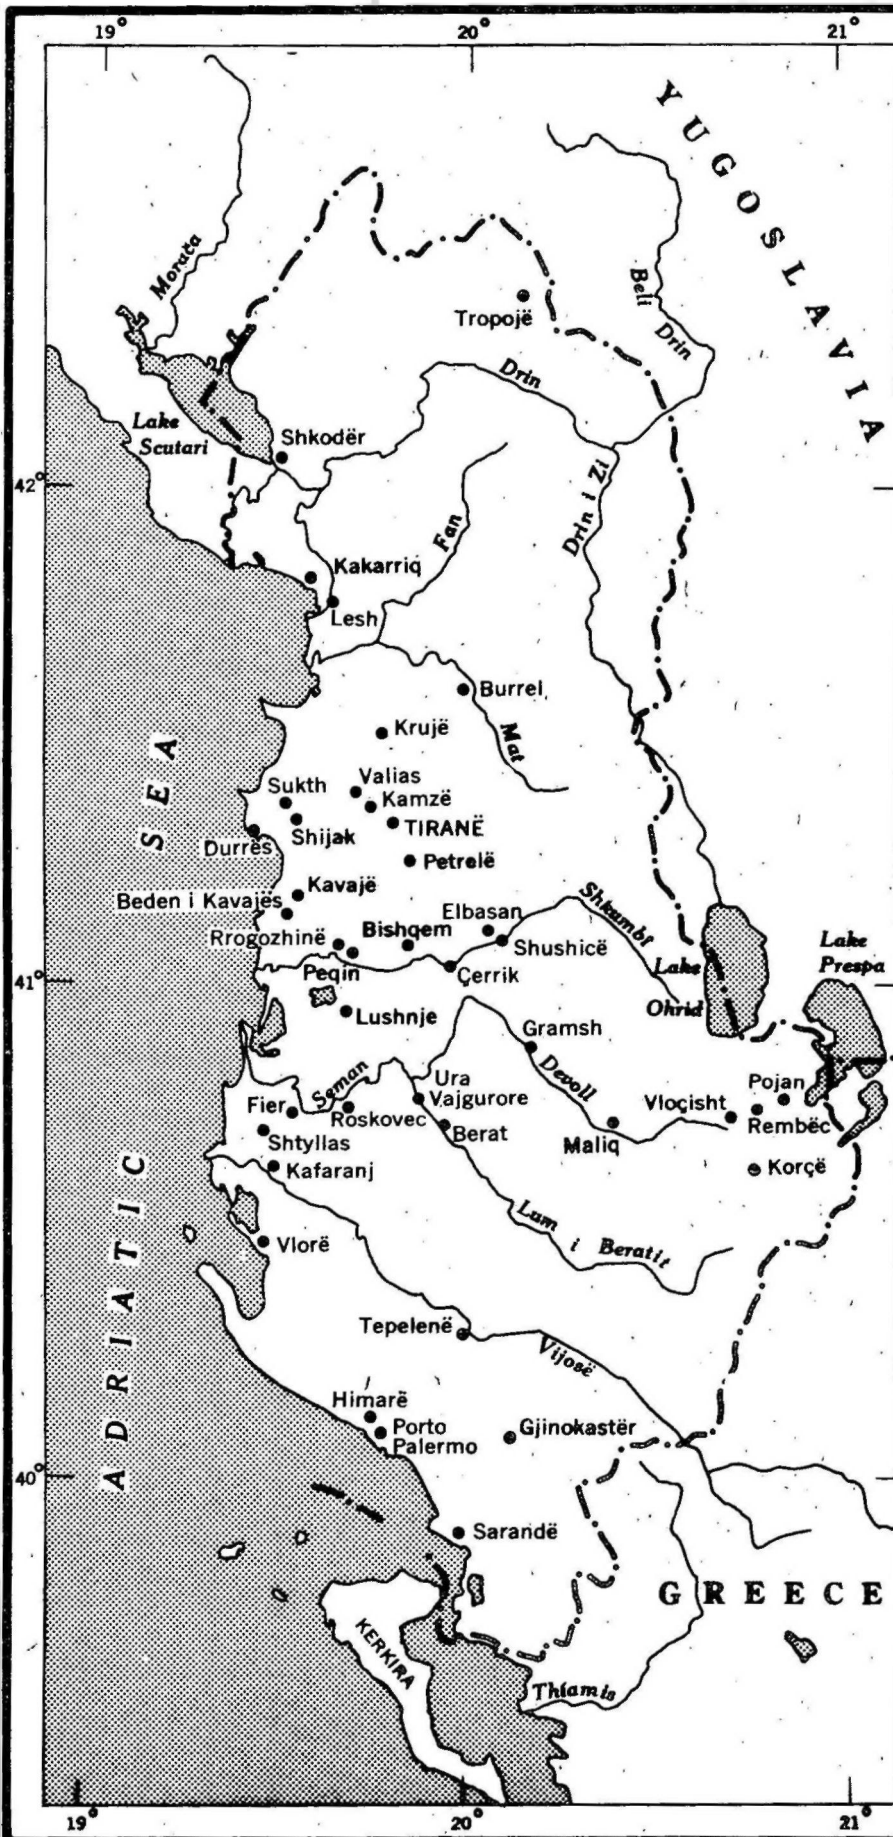 19°
20°
21°
YUGOSLAVIA
Morača
Beli Drin
Tropojë
Drin
Lake
Scutari
Shkodër
42°
Drin i Zi
Fan
Kakarriq
Lesh
Burrel
Krujë
Mat
Valias
Sukth
Kamzë
TIRANË
Shijak
Durrës
Petrelë
Kavajë
Beden i Kavajës
Elbasan
Shkumbî
Bishqem
Rrogozhinë
Shushicë
Lake
Prespa
Peqin
Çerrik
Lake
Ohrid
41°
Lushnje
Gramsh
Devoll
Seman
Ura
Vajgurore
Pojan
Fier
Roskovec
Vloçisht
Rembëc
Shtyllas
Berat
Maliq
Kafaranj
Korçë
Lum i Beratit
Vlorë
ADRIATIC SEA
Tepelenë
Vijosë
Himarë
Porto
Palermo
Gjinokastër
40°
Sarandë
GREECE
KERKIRA
Thiamis
19°
20°
21°